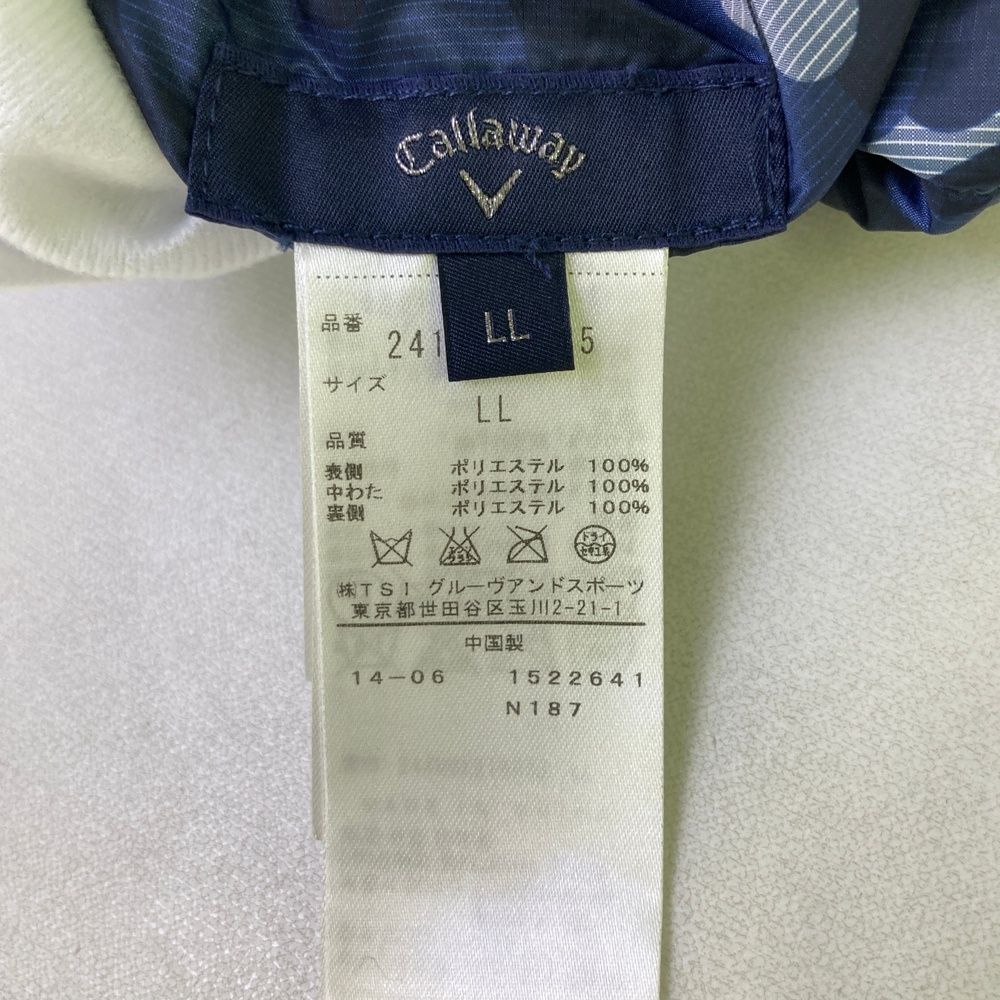 Callaway
LL
品番
241 5
サイズ
LL
品質
表側 ポリエステル 100%
中わた ポリエステル 100%
裏側 ポリエステル 100%
ドライ
㈱TSI グルーヴアンドスポーツ
東京都世田谷区玉川2-21-1
中国製
14-06 1522641
N187